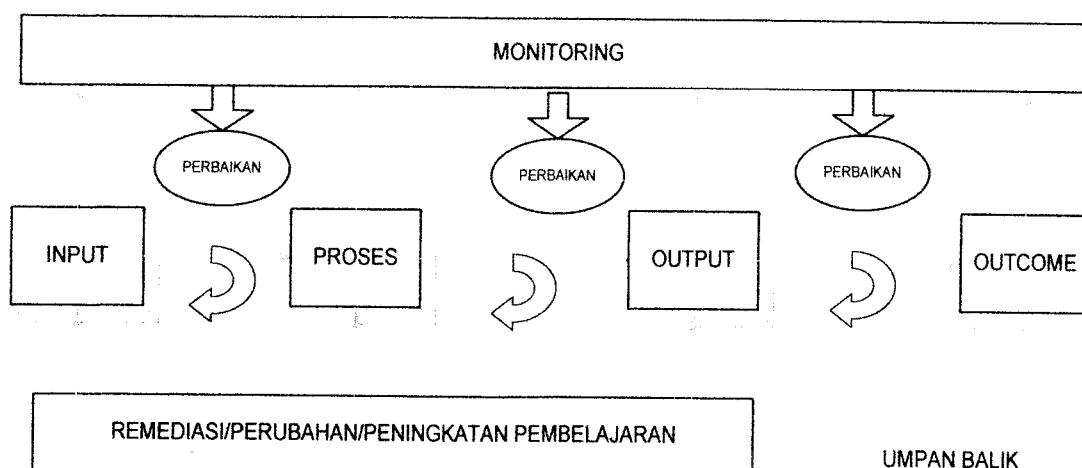 MONITORING
PERBAIKAN
PERBAIKAN
PERBAIKAN
INPUT
PROSES
OUTPUT
OUTCOME
REMEDIASI/PERUBAHAN/PENINGKATAN PEMBELAJARAN
UMPAN BALIK